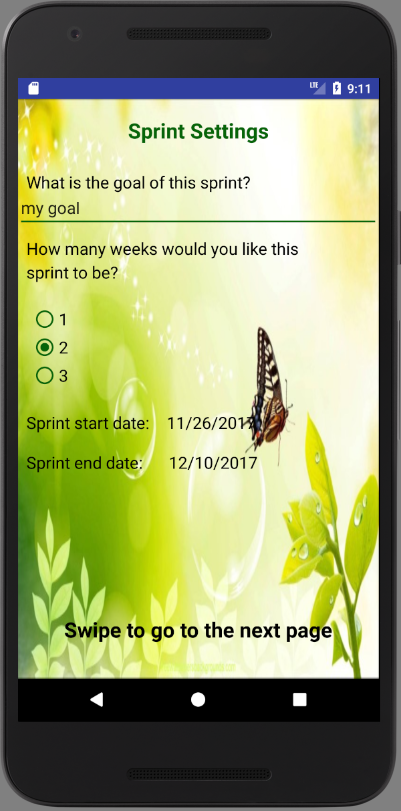 LTE 9:11
Sprint Settings
What is the goal of this sprint?
my goal
How many weeks would you like this
sprint to be?
1
2
3
Sprint start date: 11/26/2017
Sprint end date: 12/10/2017
Swipe to go to the next page